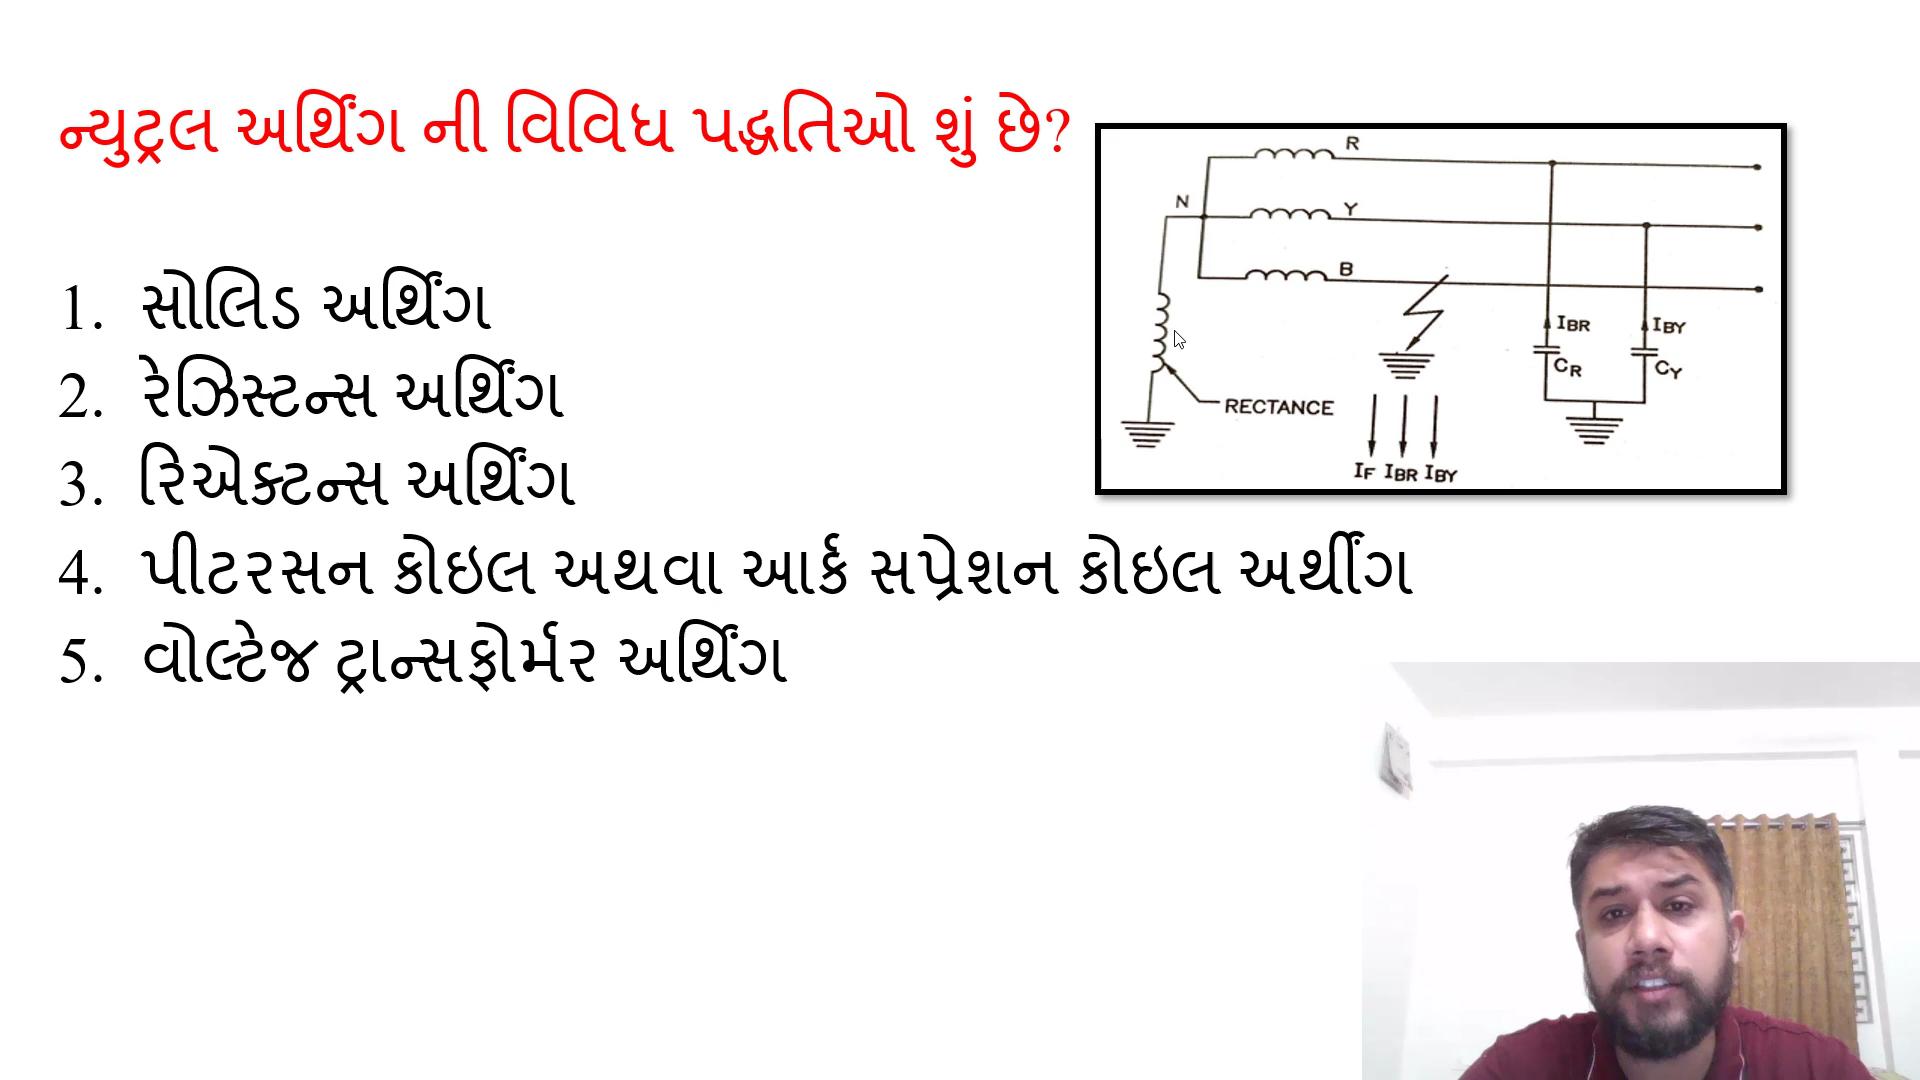 ન્યુટ્રલ અર્થિંગ ની વિવિધ પદ્ધતિઓ શું છે?
1. સોલિડ અર્થિંગ
2. રેઝિસ્ટન્સ અર્થિંગ
3. રિએક્ટન્સ અર્થિંગ
4. પીટરસન કોઇલ અથવા આર્ક સપ્રેશન કોઇલ અર્થીંગ
5. વોલ્ટેજ ટ્રાન્સફોર્મર અર્થિંગ
R
N
Y
B
IBR
IBY
CR
CY
RECTANCE
IF IBR IBY